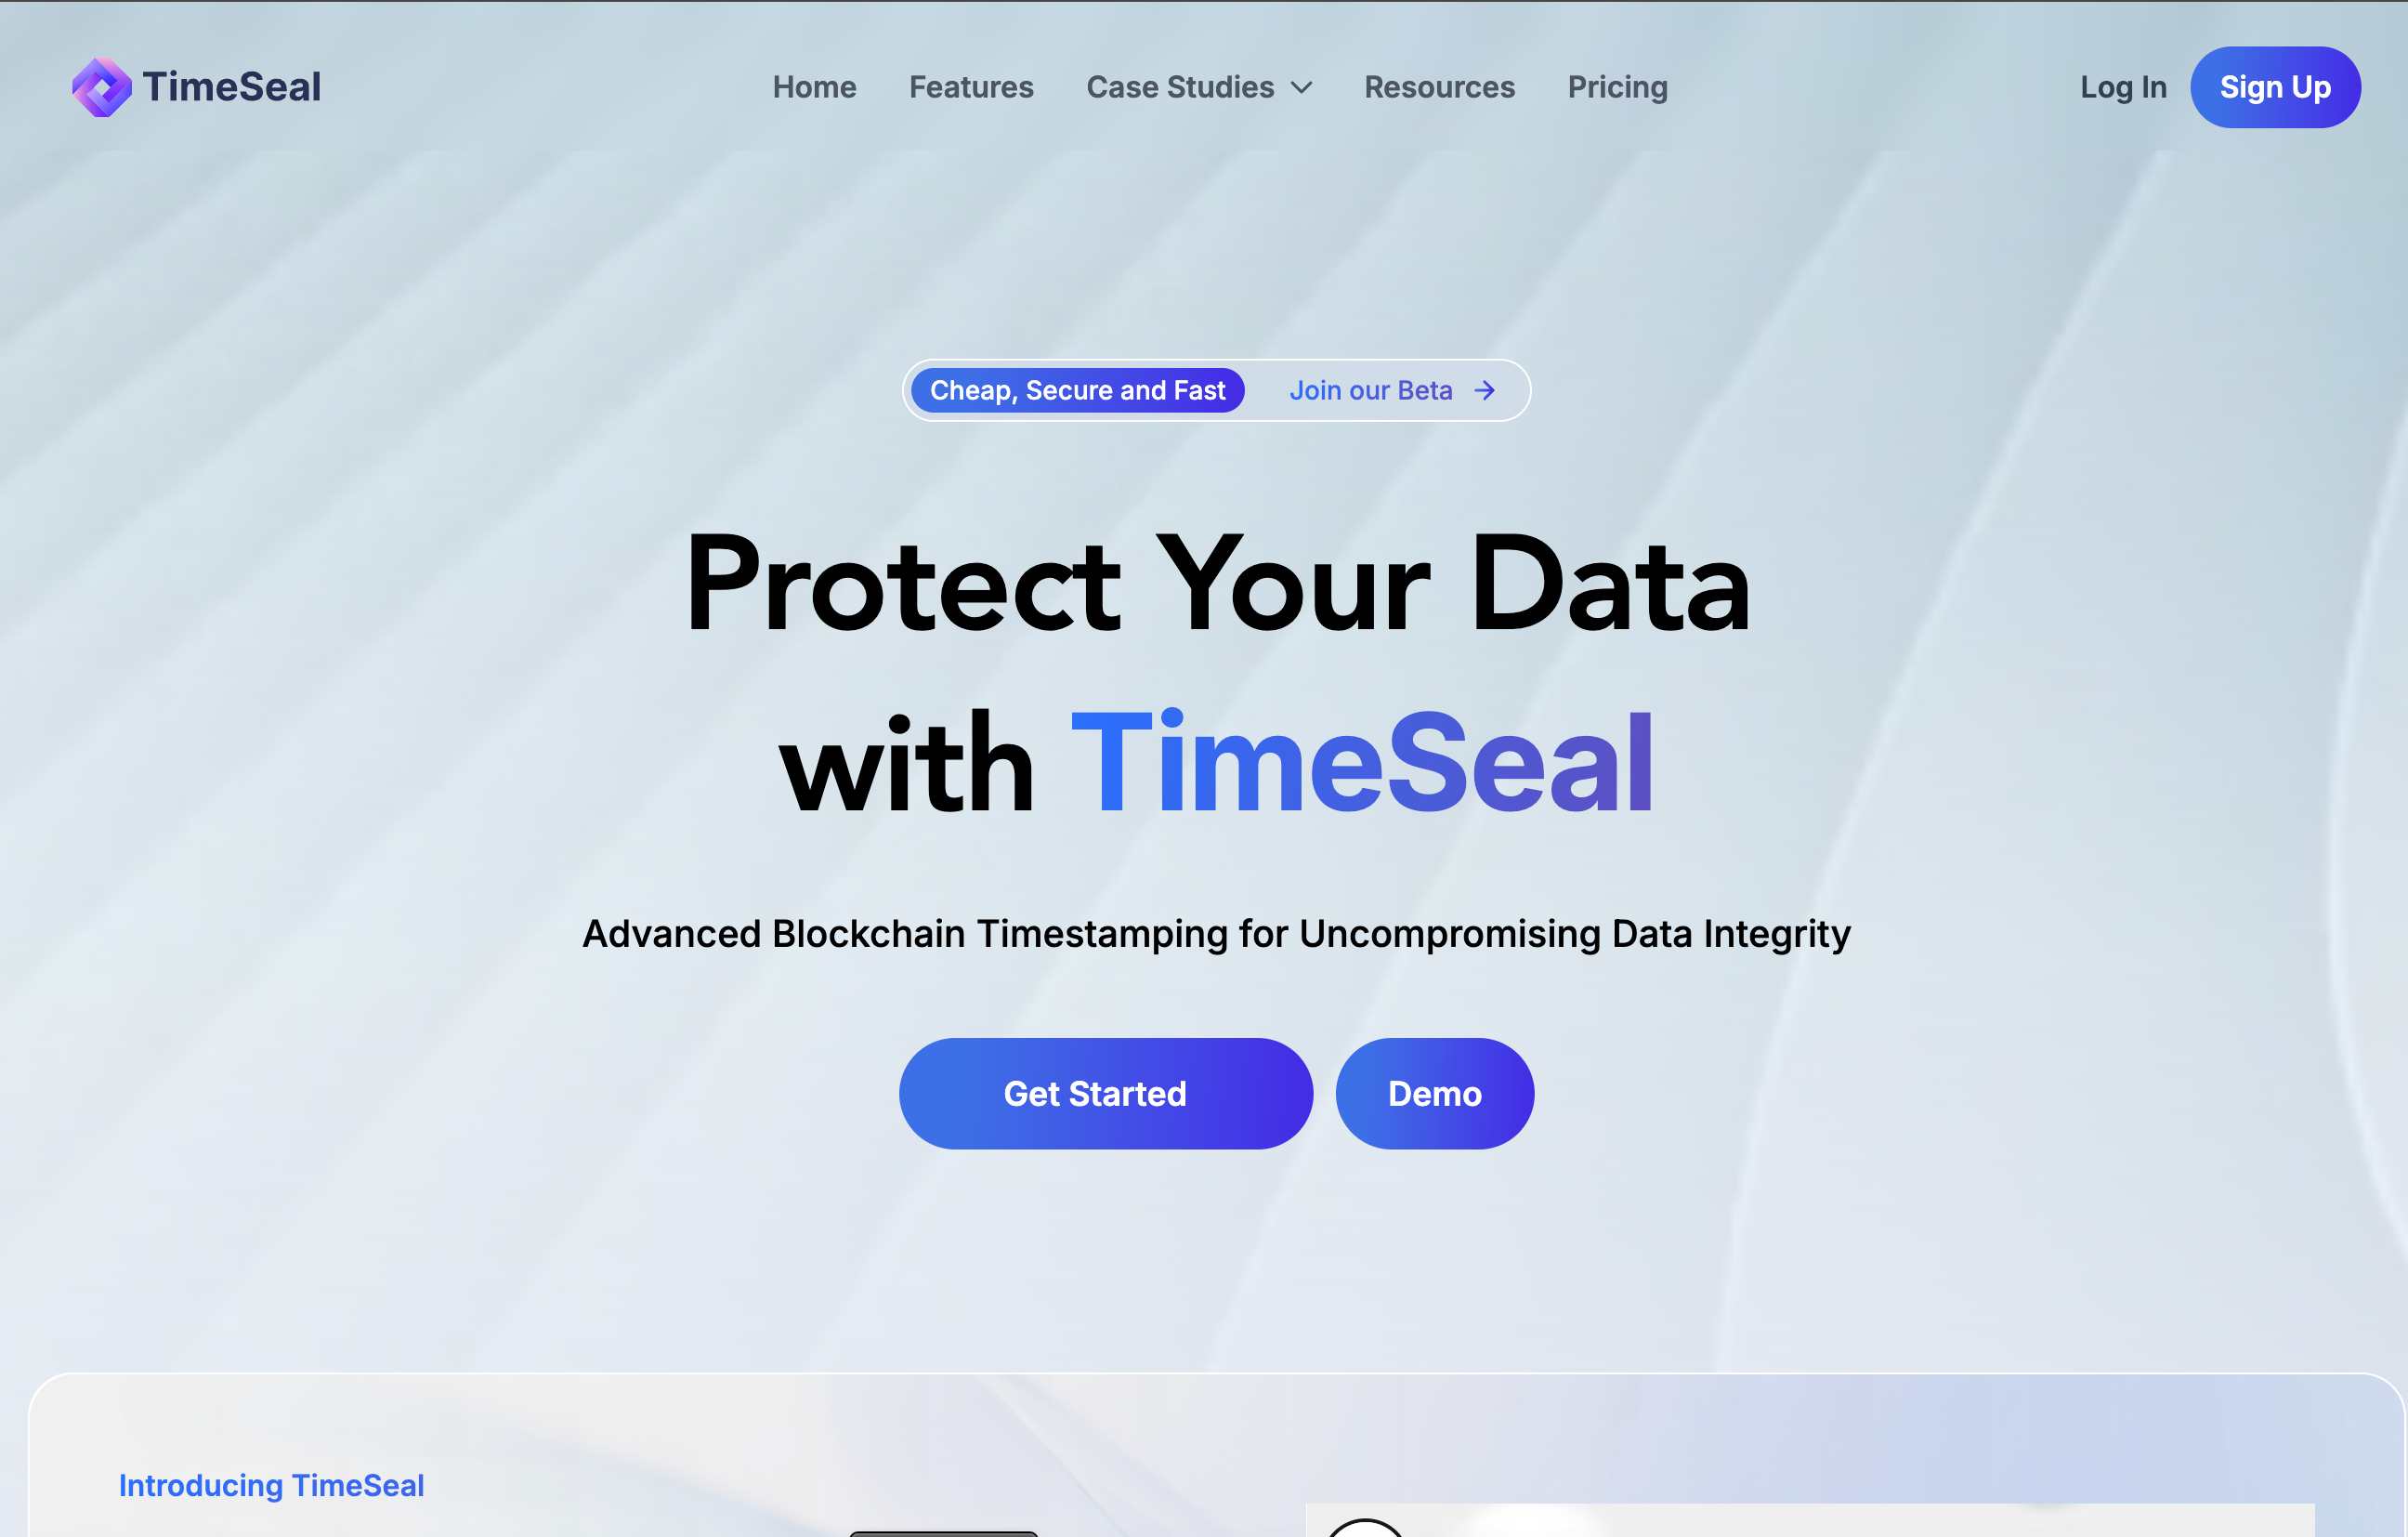 TimeSeal
Home Features Case Studies Resources Pricing
Log In Sign Up
Cheap, Secure and Fast Join our Beta →
Protect Your Data
with TimeSeal
Advanced Blockchain Timestamping for Uncompromising Data Integrity
Get Started Demo
Introducing TimeSeal